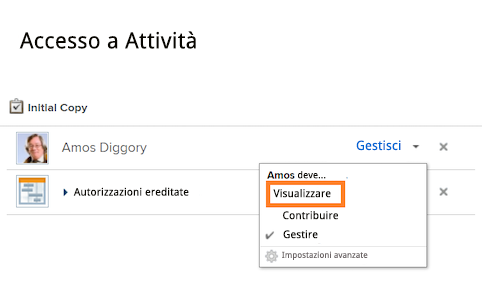 Accesso a Attività
Initial Copy
Amos Diggory
Gestisci
Autorizzazioni ereditate
Amos deve...
Visualizzare
Contribuire
Gestire
Impostazioni avanzate